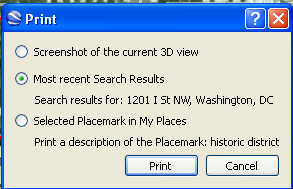 Print
Screenshot of the current 3D view
Most recent Search Results
Search results for: 1201 I St NW, Washington, DC
Selected Placemark in My Places
Print a description of the Placemark: historic district
Print Cancel